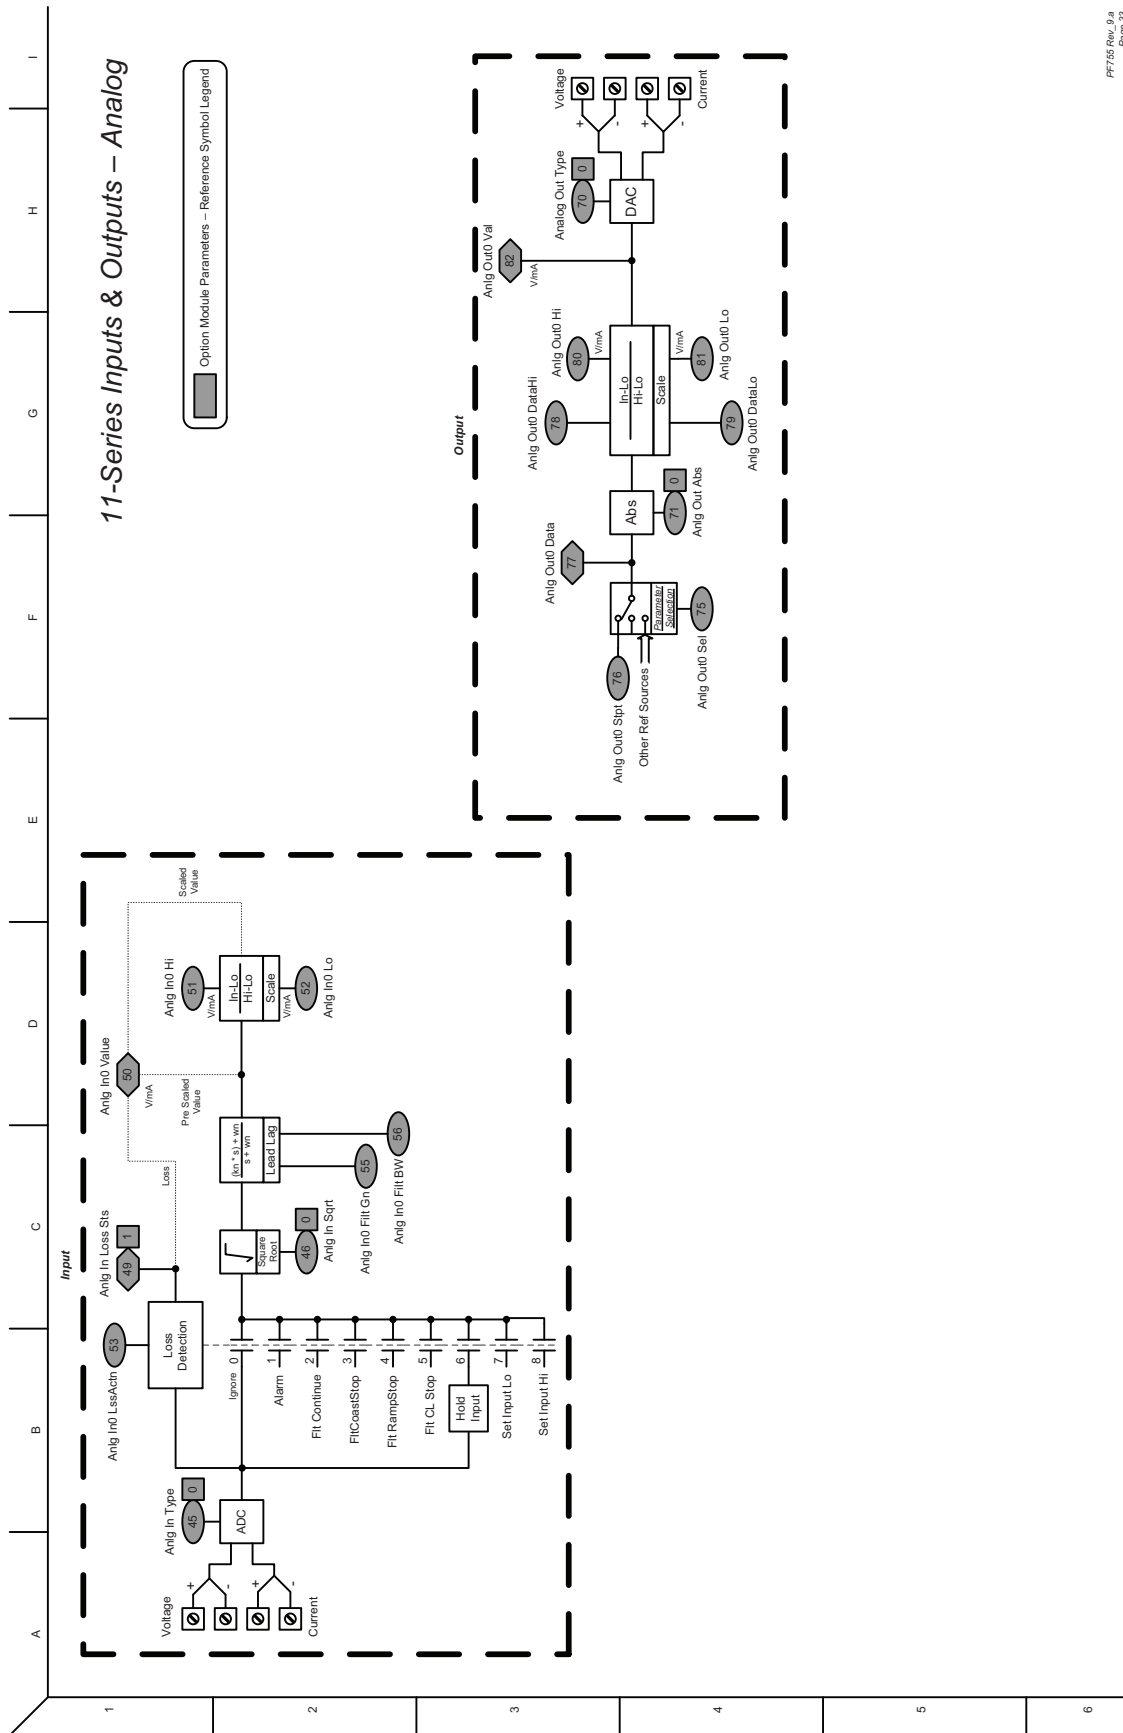 11-Series Inputs & Outputs – Analog
Option Module Parameters – Reference Symbol Legend
A
B
C
D
E
F
G
H
I
1
2
3
4
5
6
Input
Voltage
+
-
+
-
Current
Anlg In Type
45
0
ADC
Anlg In0 LssActn
53
Loss
Detection
Anlg In Loss Sts
49
1
Loss
Ignore
0
1
Alarm
2
Flt Continue
3
FltCoastStop
4
Flt RampStop
5
Flt CL Stop
6
Hold
Input
7
Set Input Lo
8
Set Input Hi
Square
Root
46
0
Anlg In Sqrt
(kn * s) + wn
s + wn
Lead Lag
55
Anlg In0 Filt Gn
56
Anlg In0 Filt BW
Anlg In0 Value
50
V/mA
Pre Scaled
Value
Scaled
Value
Anlg In0 Hi
51
V/mA
In-Lo
Hi-Lo
Scale
V/mA
52
Anlg In0 Lo
Output
Anlg Out0 Stpt
76
Other Ref Sources
Parameter
Selection
75
Anlg Out0 Sel
Anlg Out0 Data
77
Abs
71
0
Anlg Out Abs
Anlg Out0 DataHi
78
Anlg Out0 Hi
80
V/mA
In-Lo
Hi-Lo
Scale
V/mA
79
Anlg Out0 DataLo
81
Anlg Out0 Lo
Anlg Out0 Val
82
V/mA
Analog Out Type
70
0
DAC
Voltage
+
-
+
-
Current
PF755 Rev_9.a
Page 33